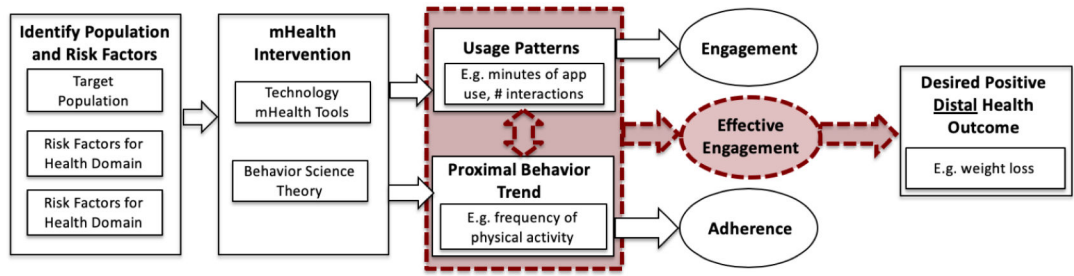 Identify Population
and Risk Factors
Target
Population
Risk Factors for
Health Domain
Risk Factors for
Health Domain
mHealth
Intervention
Technology
mHealth Tools
Behavior Science
Theory
Usage Patterns
E.g. minutes of app
use, # interactions
Proximal Behavior
Trend
E.g. frequency of
physical activity
Engagement
Effective
Engagement
Adherence
Desired Positive
Distal Health
Outcome
E.g. weight loss